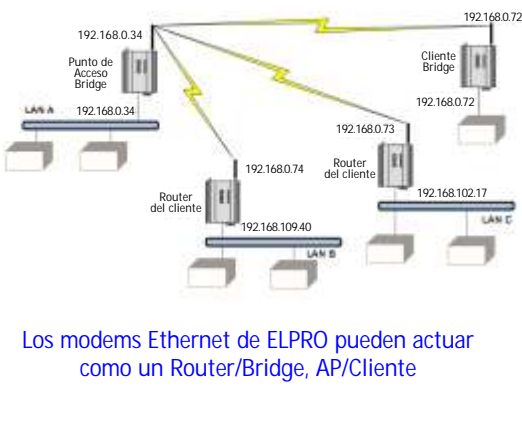 192.168.0.72
192.168.0.34
Punto de
Acceso
Bridge
Cliente
Bridge
LAN A
192.168.0.34
192.168.0.72
192.168.0.73
Router
del cliente
192.168.0.74
Router
del cliente
192.168.102.17
LAN C
192.168.109.40
LAN B
Los modems Ethernet de ELPRO pueden actuar
como un Router/Bridge, AP/Cliente